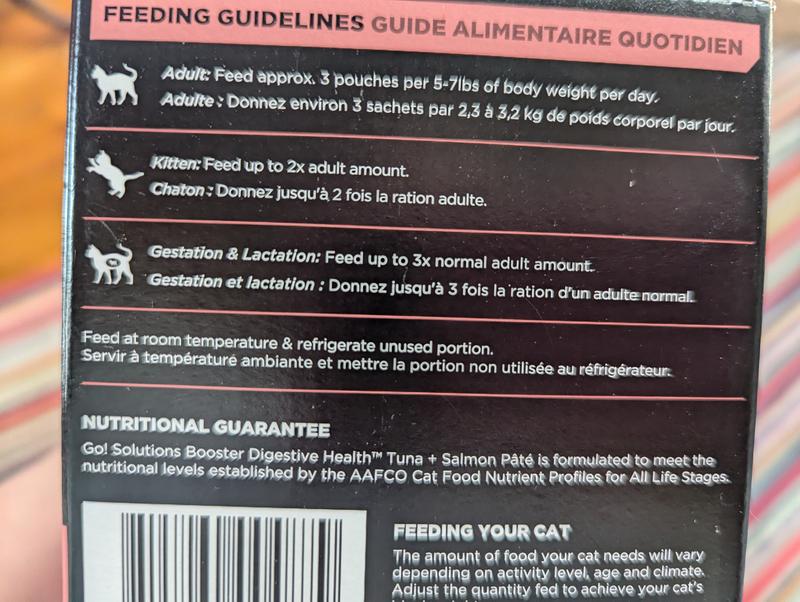 FEEDING GUIDELINES GUIDE ALIMENTAIRE QUOTIDIEN
Adult: Feed approx. 3 pouches per 5-7lbs of body weight per day.
Adulte : Donnez environ 3 sachets par 2,3 à 3,2 kg de poids corporel par jour.
Kitten: Feed up to 2x adult amount.
Chaton : Donnez jusqu'à 2 fois la ration adulte.
Gestation & Lactation: Feed up to 3x normal adult amount.
Gestation et lactation : Donnez jusqu'à 3 fois la ration d'un adulte normal.
Feed at room temperature & refrigerate unused portion.
Servir à température ambiante et mettre la portion non utilisée au réfrigérateur.
NUTRITIONAL GUARANTEE
Go! Solutions Booster Digestive Health™ Tuna + Salmon Pâté is formulated to meet the
nutritional levels established by the AAFCO Cat Food Nutrient Profiles for All Life Stages.
FEEDING YOUR CAT
The amount of food your cat needs will vary
depending on activity level, age and climate.
Adjust the quantity fed to achieve your cat's